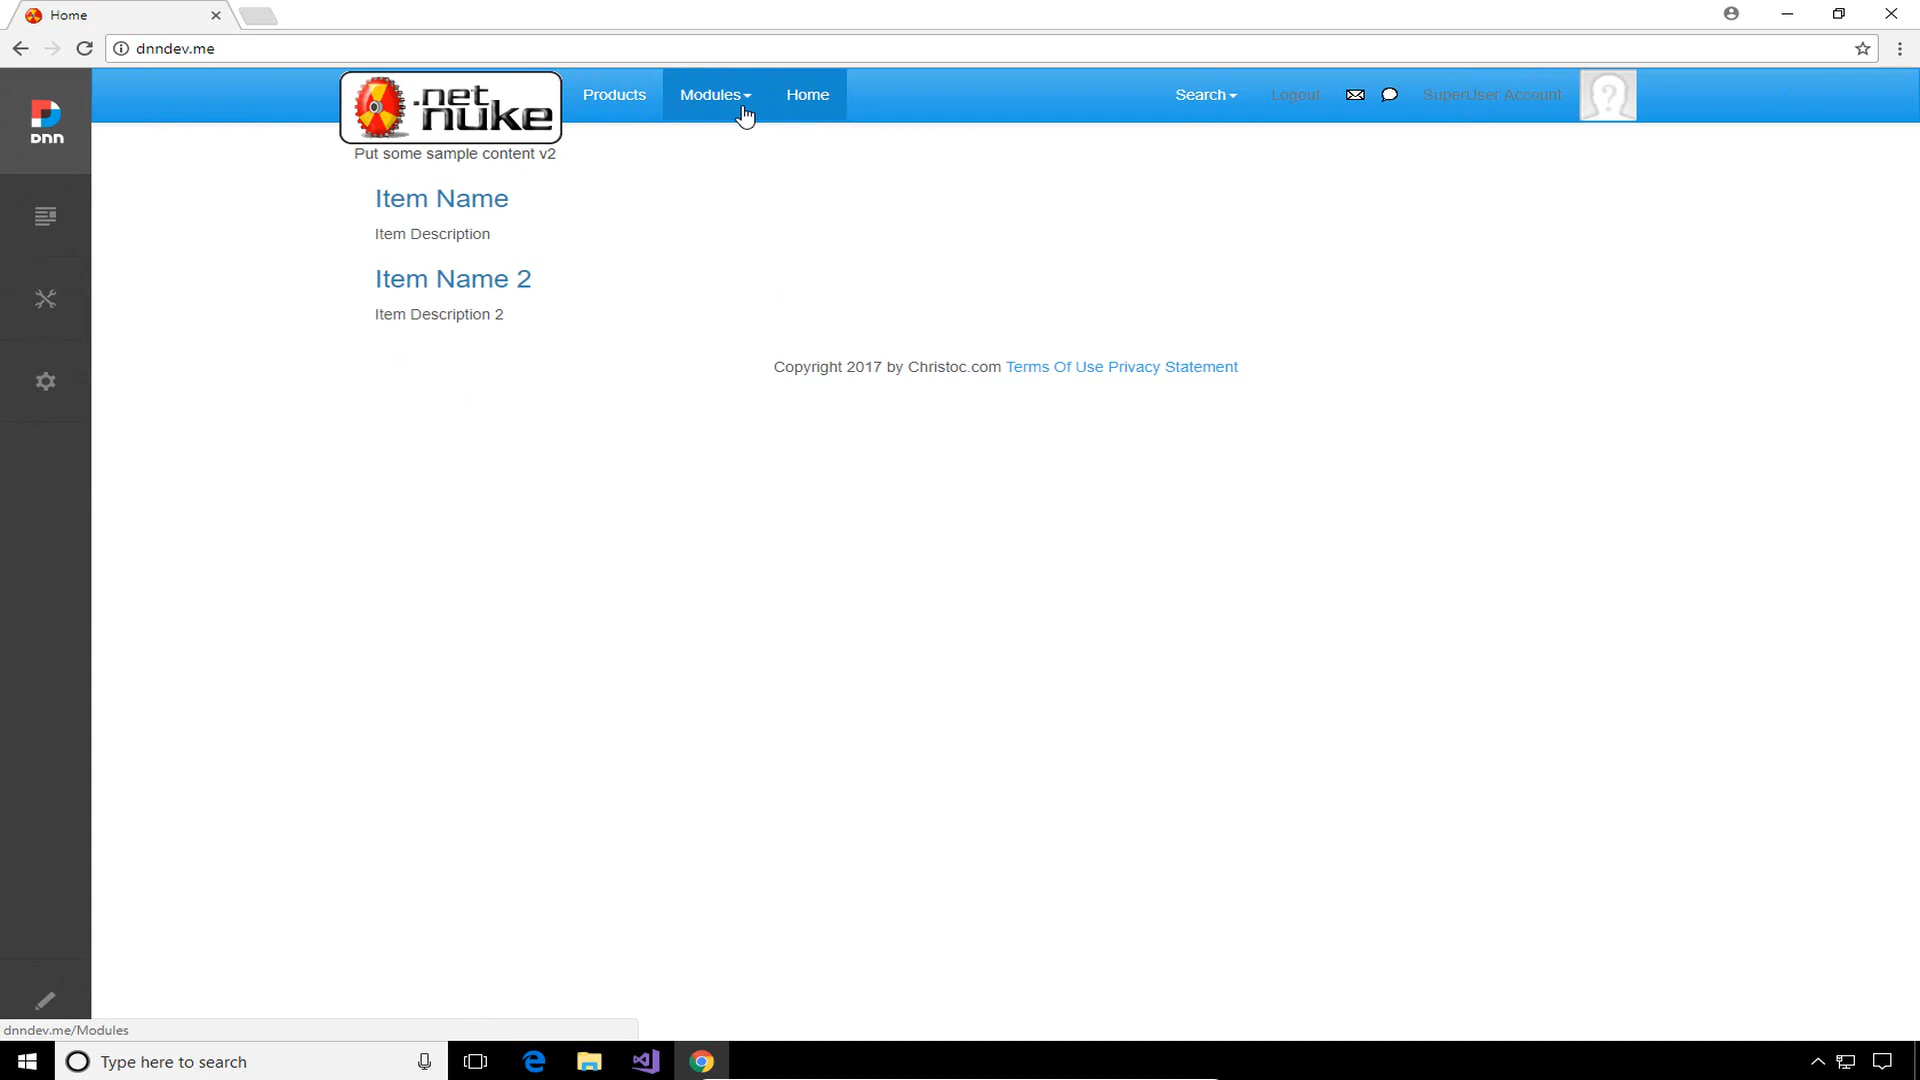 Home
dnndev.me
DNN
.net nuke
Products
Modules
Home
Search
Logout
SuperUser Account
Put some sample content v2
Item Name
Item Description
Item Name 2
Item Description 2
Copyright 2017 by Christoc.com Terms Of Use Privacy Statement
dnndev.me/Modules
Type here to search